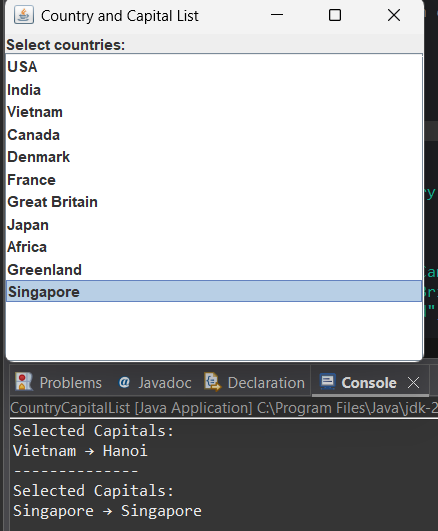 Country and Capital List
Select countries:
USA
India
Vietnam
Canada
Denmark
France
Great Britain
Japan
Africa
Greenland
Singapore
Problems @ Javadoc Declaration Console
CountryCapitalList [Java Application] C:\Program Files\Java\jdk-2
Selected Capitals:
Vietnam → Hanoi
--------------
Selected Capitals:
Singapore → Singapore